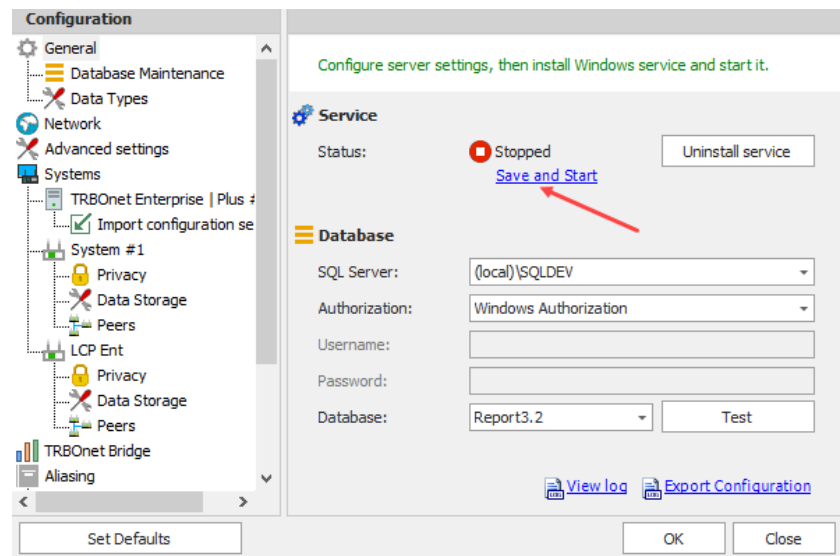 Configuration
General
Database Maintenance
Data Types
Network
Advanced settings
Systems
TRBOnet Enterprise | Plus
Import configuration se
System #1
Privacy
Data Storage
Peers
LCP Ent
Privacy
Data Storage
Peers
TRBOnet Bridge
Aliasing
Set Defaults
Configure server settings, then install Windows service and start it.
Service
Status:
Stopped
Uninstall service
Save and Start
Database
SQL Server:
(local)\SQLDEV
Authorization:
Windows Authorization
Username:
Password:
Database:
Report3.2
Test
View log
Export Configuration
OK
Close